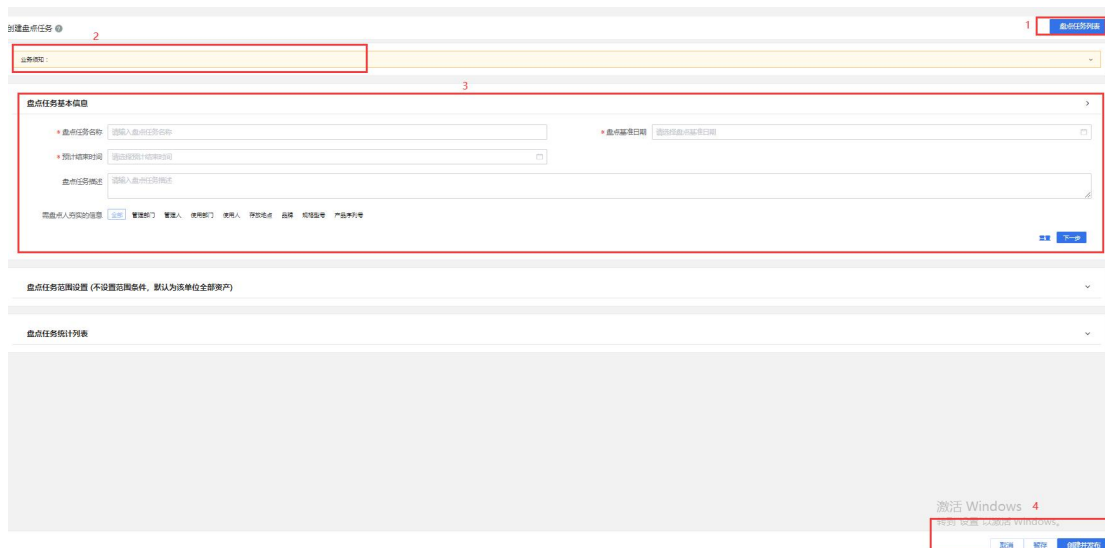 创建盘点任务
1
盘点任务列表
2
业务须知：
3
盘点任务基本信息
* 盘点任务名称 请输入盘点任务名称
* 盘点基准日期 请选择盘点基准日期
* 预计结束时间 请选择预计结束时间
盘点任务描述 请输入盘点任务描述
需盘点人夯实的信息 全部 管理部门 管理人 使用部门 使用人 存放地点 品牌 规格型号 产品序列号
重置 下一步
盘点任务范围设置 (不设置范围条件，默认为该单位全部资产)
盘点任务统计列表
激活 Windows 4
转到"设置"以激活 Windows。
取消 暂存 创建并发布